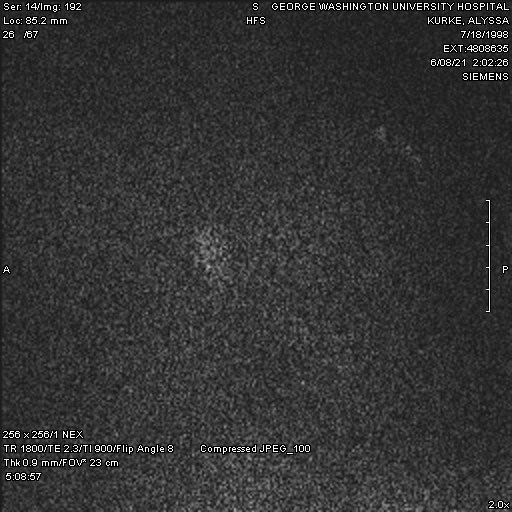 Ser: 14/Img: 192
Loc: 85.2 mm
26 /67
S
HFS
GEORGE WASHINGTON UNIVERSITY HOSPITAL
KURKE, ALYSSA
7/18/1998
EXT:4808635
6/08/21 2:02:26
SIEMENS
A
P
256 x 256/1 NEX
TR 1800/TE 2.3/TI 900/Flip Angle 8
Compressed JPEG_100
Thk 0.9 mm/FOV* 23 cm
5:08:57
2.0x